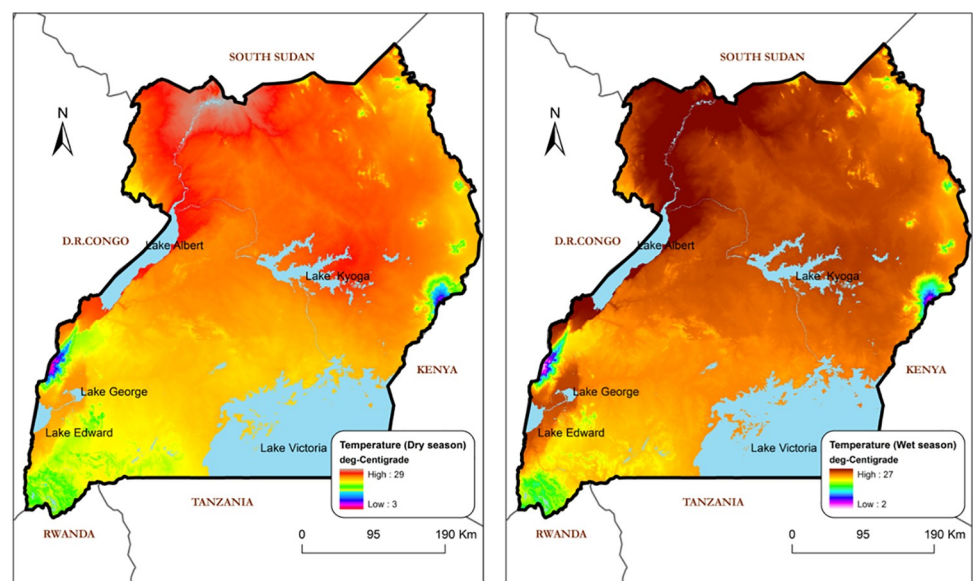 SOUTH SUDAN
N
D.R.CONGO
Lake Albert
Lake Kyoga
KENYA
Lake George
Lake Edward
Lake Victoria
Temperature (Dry season)
deg-Centigrade
High : 29
Low : 3
TANZANIA
RWANDA
0 95 190 Km
SOUTH SUDAN
N
D.R.CONGO
Lake Albert
Lake Kyoga
KENYA
Lake George
Lake Edward
Lake Victoria
Temperature (Wet season)
deg-Centigrade
High : 27
Low : 2
TANZANIA
RWANDA
0 95 190 Km